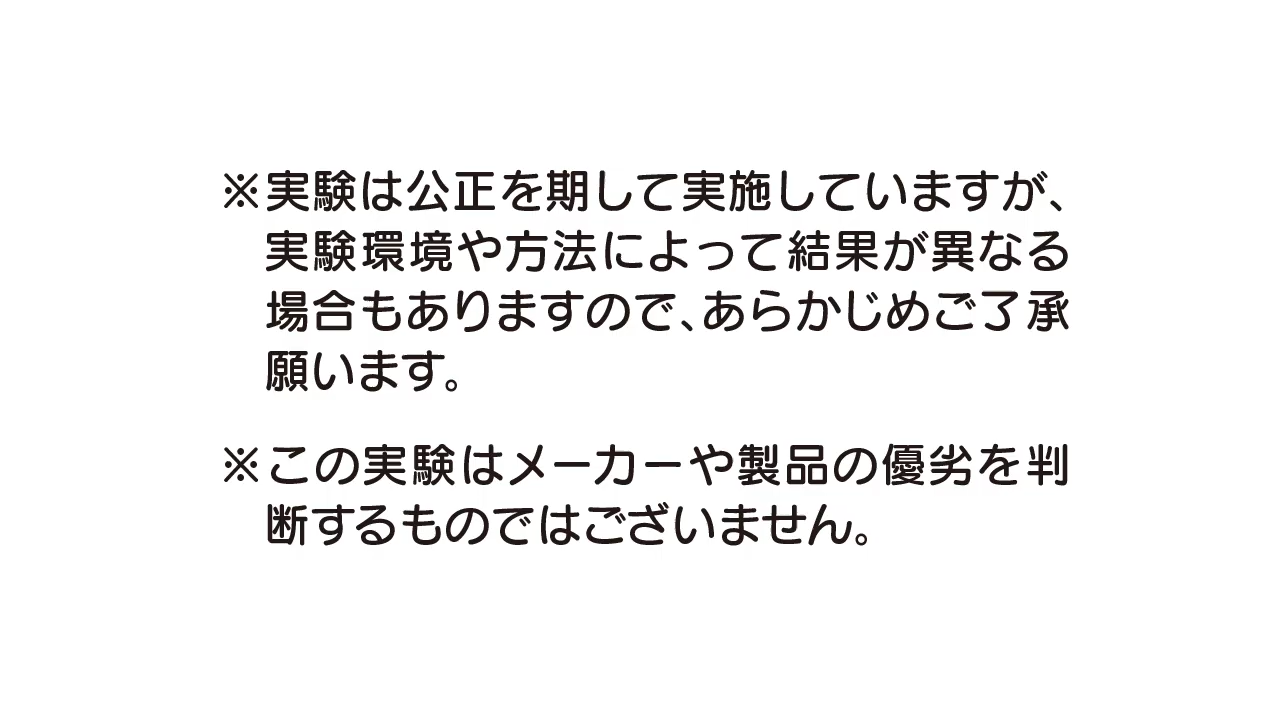 ※実験は公正を期して実施していますが、
実験環境や方法によって結果が異なる
場合もありますので、あらかじめご了承
願います。
※この実験はメーカーや製品の優劣を判
断するものではございません。